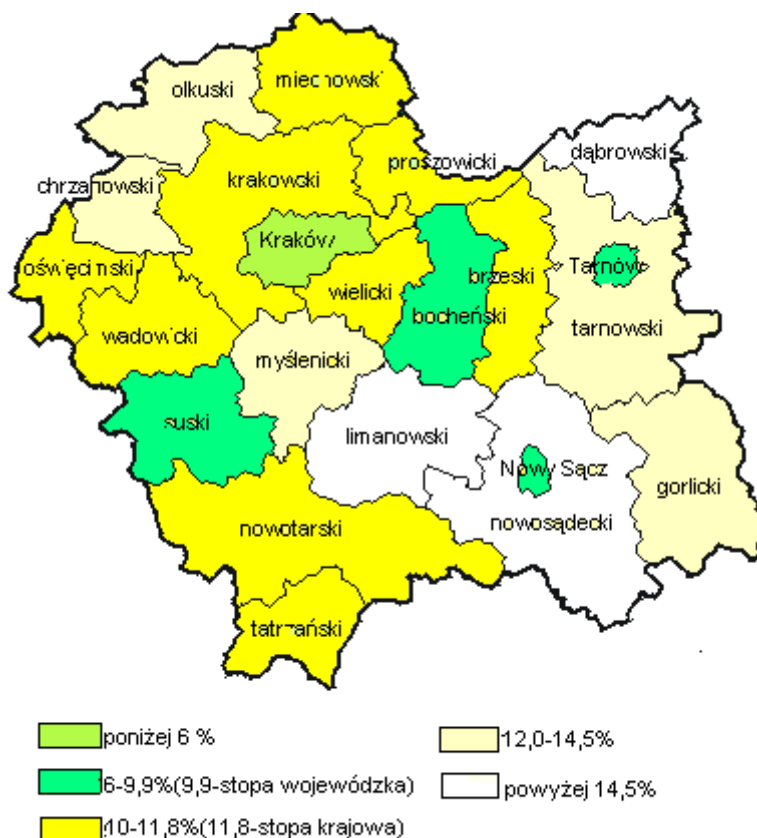 olkuski
miechowski
dąbrowski
proszowicki
chrzanowski
krakowski
Kraków
Tarnów
oświęcimski
wielicki
brzeski
bocheński
tarnowski
wadowicki
myślenicki
suski
limanowski
Nowy Sącz
gorlicki
nowotarski
nowosądecki
tatrzański
poniżej 6 %
12,0-14,5%
6-9,9%(9,9-stopa wojewódzka)
powyżej 14,5%
10-11,8%(11,8-stopa krajowa)